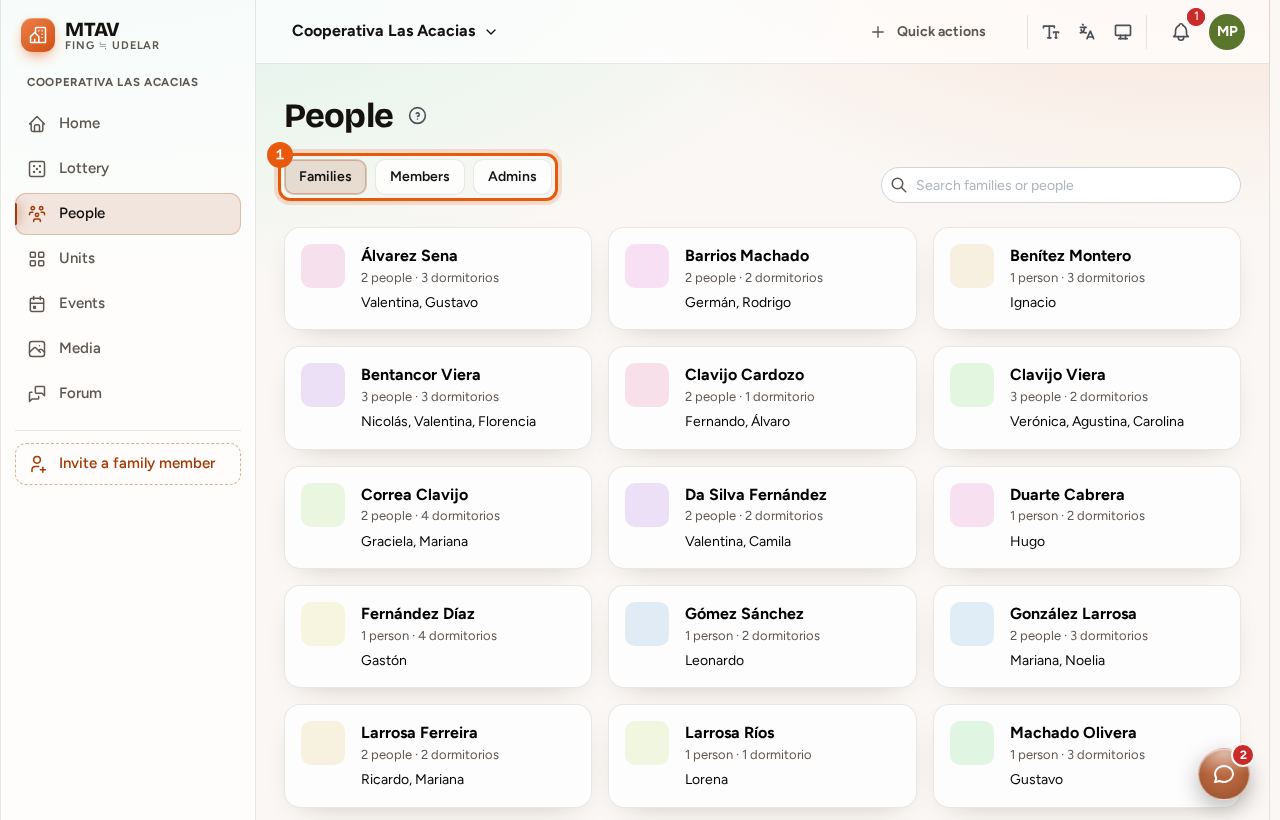 MTAV
FING ≒ UDELAR
COOPERATIVA LAS ACACIAS
Home
Lottery
People
Units
Events
Media
Forum
Invite a family member
Cooperativa Las Acacias
Quick actions
1
MP
People
?
1
Families
Members
Admins
Search families or people
Álvarez Sena
2 people · 3 dormitorios
Valentina, Gustavo
Barrios Machado
2 people · 2 dormitorios
Germán, Rodrigo
Benítez Montero
1 person · 3 dormitorios
Ignacio
Bentancor Viera
3 people · 3 dormitorios
Nicolás, Valentina, Florencia
Clavijo Cardozo
2 people · 1 dormitorio
Fernando, Álvaro
Clavijo Viera
3 people · 2 dormitorios
Verónica, Agustina, Carolina
Correa Clavijo
2 people · 4 dormitorios
Graciela, Mariana
Da Silva Fernández
2 people · 2 dormitorios
Valentina, Camila
Duarte Cabrera
1 person · 2 dormitorios
Hugo
Fernández Díaz
1 person · 4 dormitorios
Gastón
Gómez Sánchez
1 person · 2 dormitorios
Leonardo
González Larrosa
2 people · 3 dormitorios
Mariana, Noelia
Larrosa Ferreira
2 people · 2 dormitorios
Ricardo, Mariana
Larrosa Ríos
1 person · 1 dormitorio
Lorena
Machado Olivera
1 person · 3 dormitorios
Gustavo
2